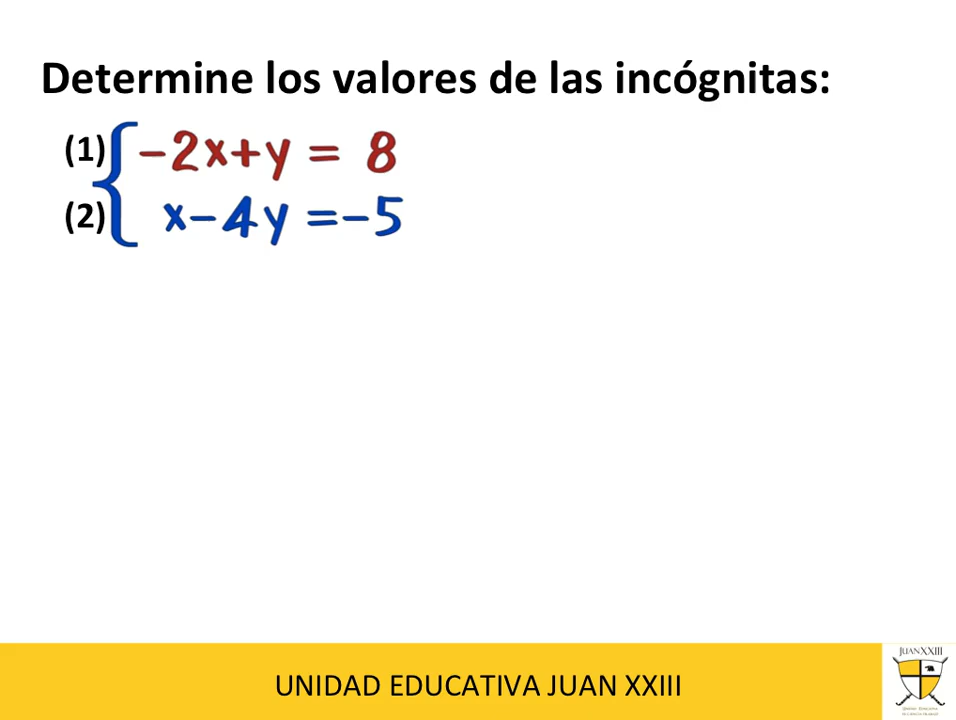 Determine los valores de las incógnitas:
(1) -2x+y = 8
(2) x-4y =-5
UNIDAD EDUCATIVA JUAN XXIII
JUAN XXIII